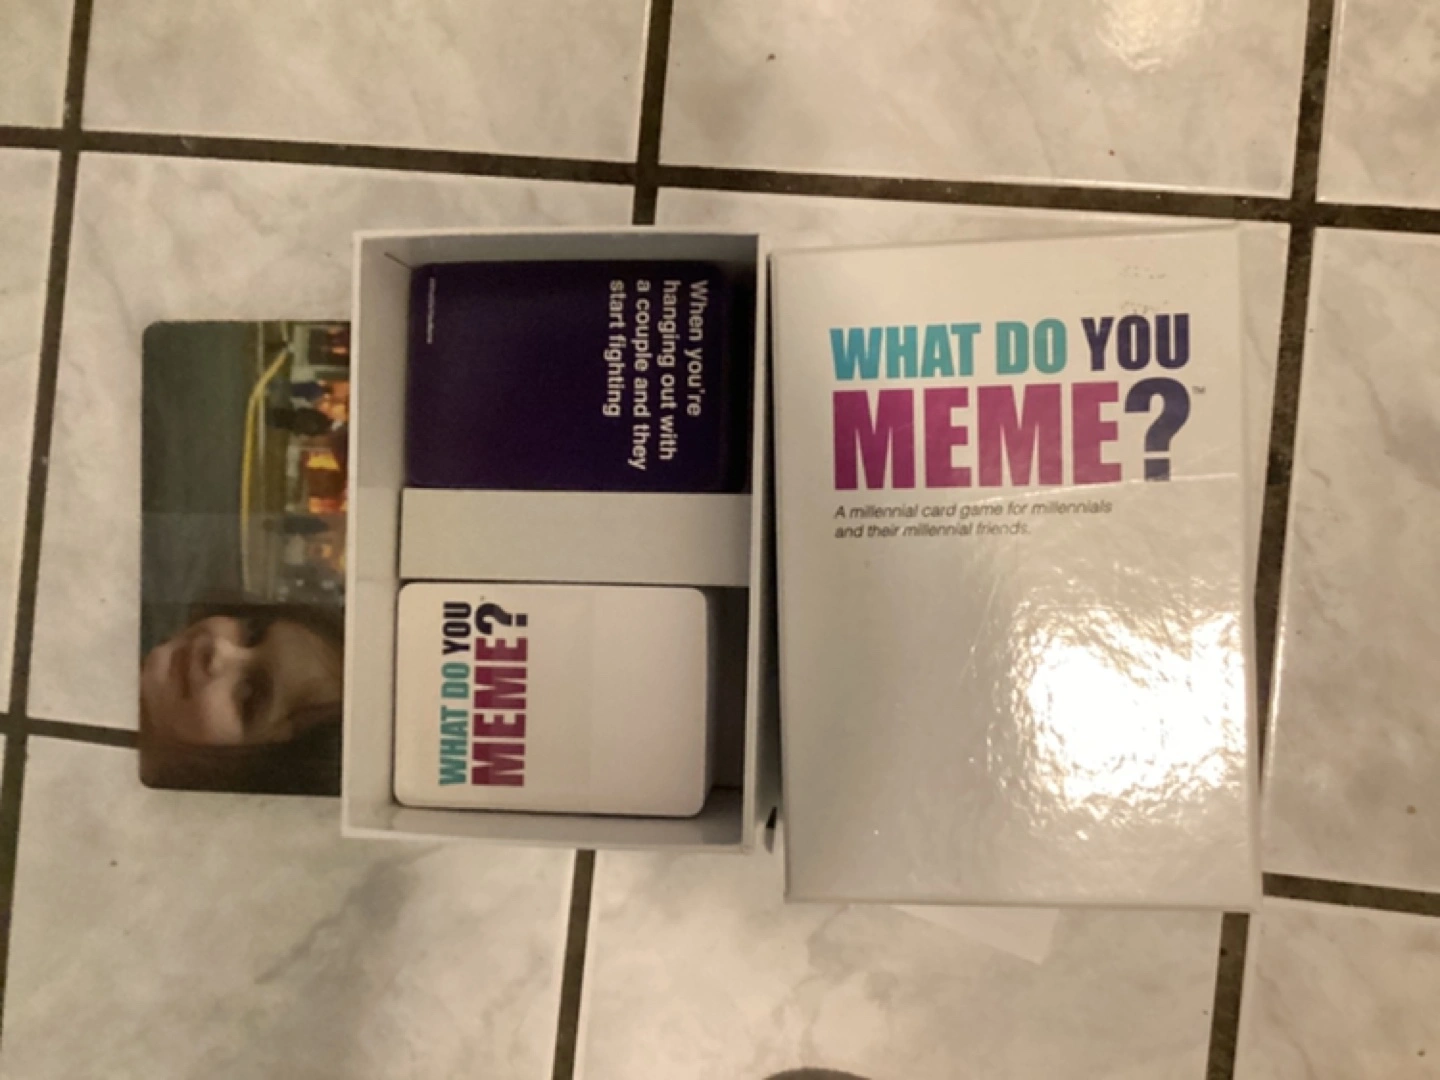 When you're
hanging out with
a couple and they
start fighting
WHAT DO YOU
MEME?
WHAT DO YOU
MEME?™
A millennial card game for millennials
and their millennial friends.